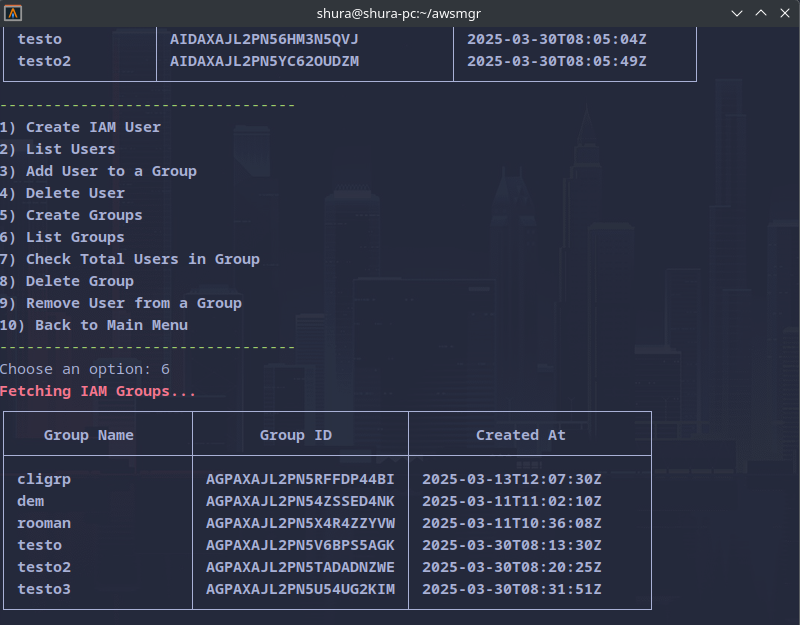 shura@shura-pc:~/awsmgr
testo AIDAXAJL2PN56HM3N5QVJ 2025-03-30T08:05:04Z
testo2 AIDAXAJL2PN5YC62OUDZM 2025-03-30T08:05:49Z
---------------------------------
1) Create IAM User
2) List Users
3) Add User to a Group
4) Delete User
5) Create Groups
6) List Groups
7) Check Total Users in Group
8) Delete Group
9) Remove User from a Group
10) Back to Main Menu
---------------------------------
Choose an option: 6
Fetching IAM Groups...
Group Name Group ID Created At
cligrp AGPAXAJL2PN5RFFDP44BI 2025-03-13T12:07:30Z
dem AGPAXAJL2PN54ZSSED4NK 2025-03-11T11:02:10Z
rooman AGPAXAJL2PN5X4R4ZZYVW 2025-03-11T10:36:08Z
testo AGPAXAJL2PN5V6BPS5AGK 2025-03-30T08:13:30Z
testo2 AGPAXAJL2PN5TADADNZWE 2025-03-30T08:20:25Z
testo3 AGPAXAJL2PN5U54UG2KIM 2025-03-30T08:31:51Z